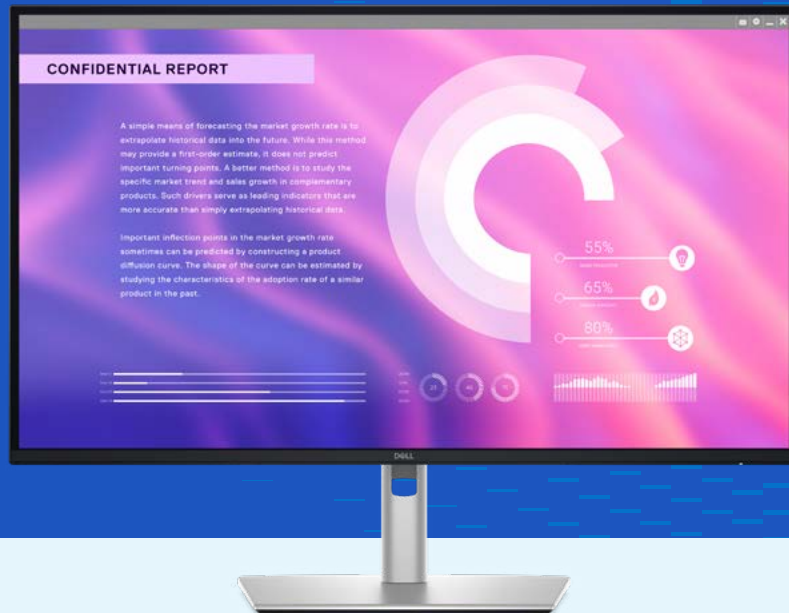 CONFIDENTIAL REPORT
A simple means of forecasting the market growth rate is to
extrapolate historical data into the future. While this method
may provide a first-order estimate, it does not predict
important turning points. A better method is to study the
specific market trend and sales growth in complementary
products. Such drivers serve as leading indicators that are
more accurate than simply extrapolating historical data.
Important inflection points in the market growth rate
sometimes can be predicted by constructing a product
diffusion curve. The shape of the curve can be estimated by
studying the characteristics of the adoption rate of a similar
product in the past.
55%
65%
80%
DELL